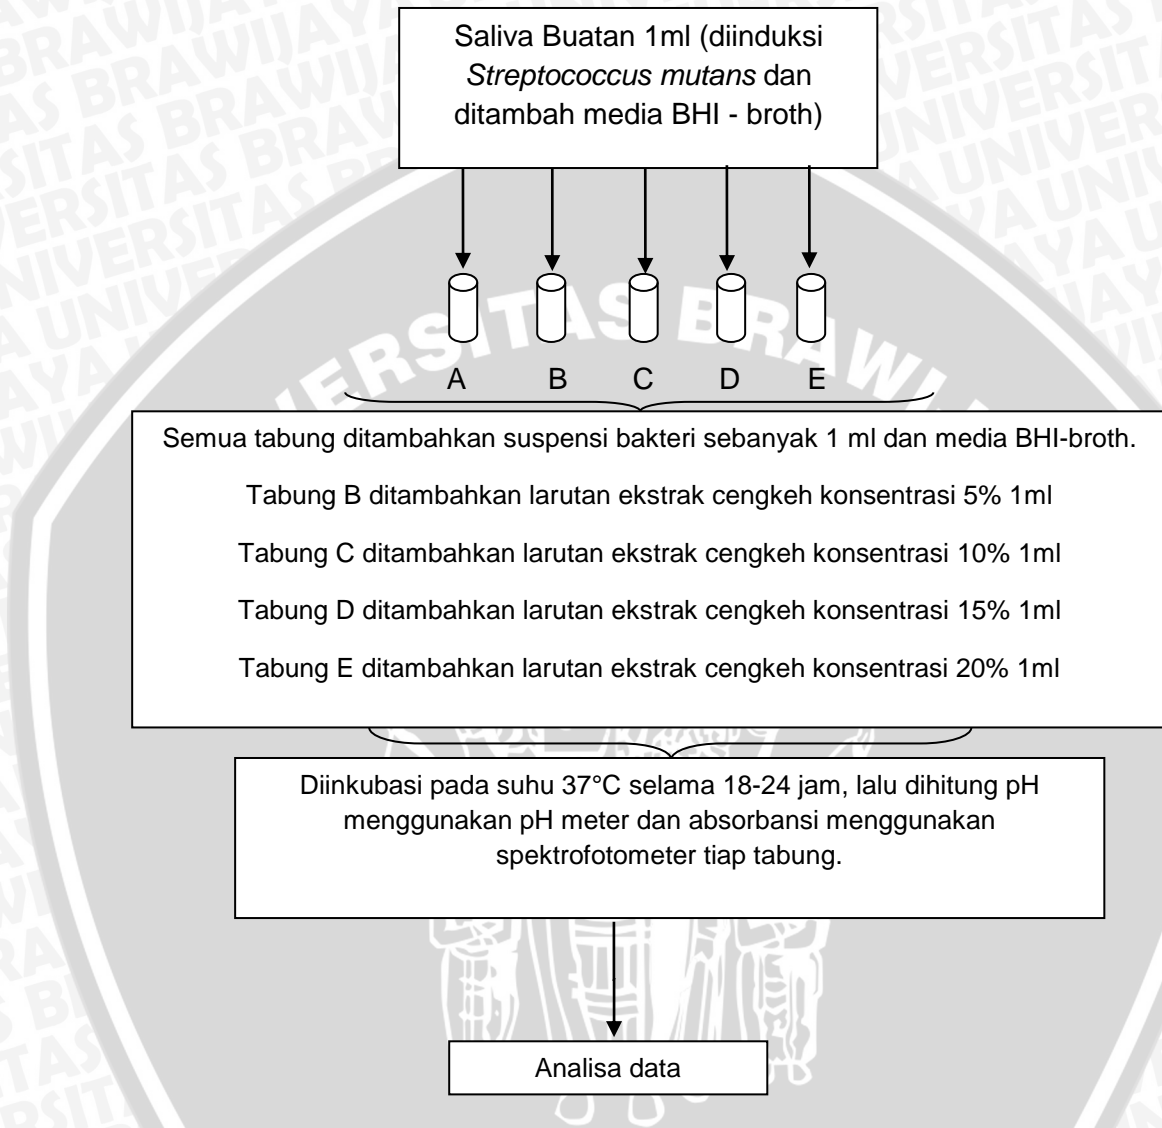 Saliva Buatan 1ml (diinduksi
Streptococcus mutans dan
ditambah media BHI - broth)
A B C D E
Semua tabung ditambahkan suspensi bakteri sebanyak 1 ml dan media BHI-broth.
Tabung B ditambahkan larutan ekstrak cengkeh konsentrasi 5% 1ml
Tabung C ditambahkan larutan ekstrak cengkeh konsentrasi 10% 1ml
Tabung D ditambahkan larutan ekstrak cengkeh konsentrasi 15% 1ml
Tabung E ditambahkan larutan ekstrak cengkeh konsentrasi 20% 1ml
Diinkubasi pada suhu 37°C selama 18-24 jam, lalu dihitung pH
menggunakan pH meter dan absorbansi menggunakan
spektrofotometer tiap tabung.
Analisa data